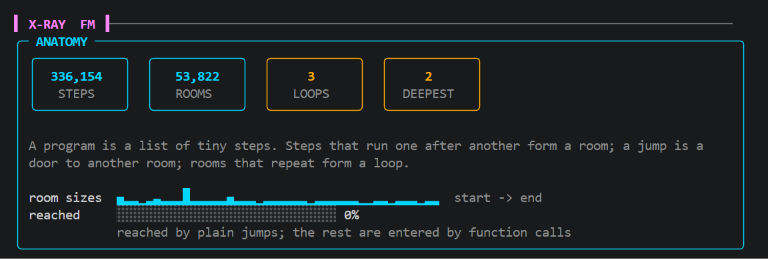 X-RAY FM
ANATOMY
336,154 53,822 3 2
STEPS ROOMS LOOPS DEEPEST
A program is a list of tiny steps. Steps that run one after another form a room; a jump is a
door to another room; rooms that repeat form a loop.
room sizes start -> end
reached 0%
reached by plain jumps; the rest are entered by function calls